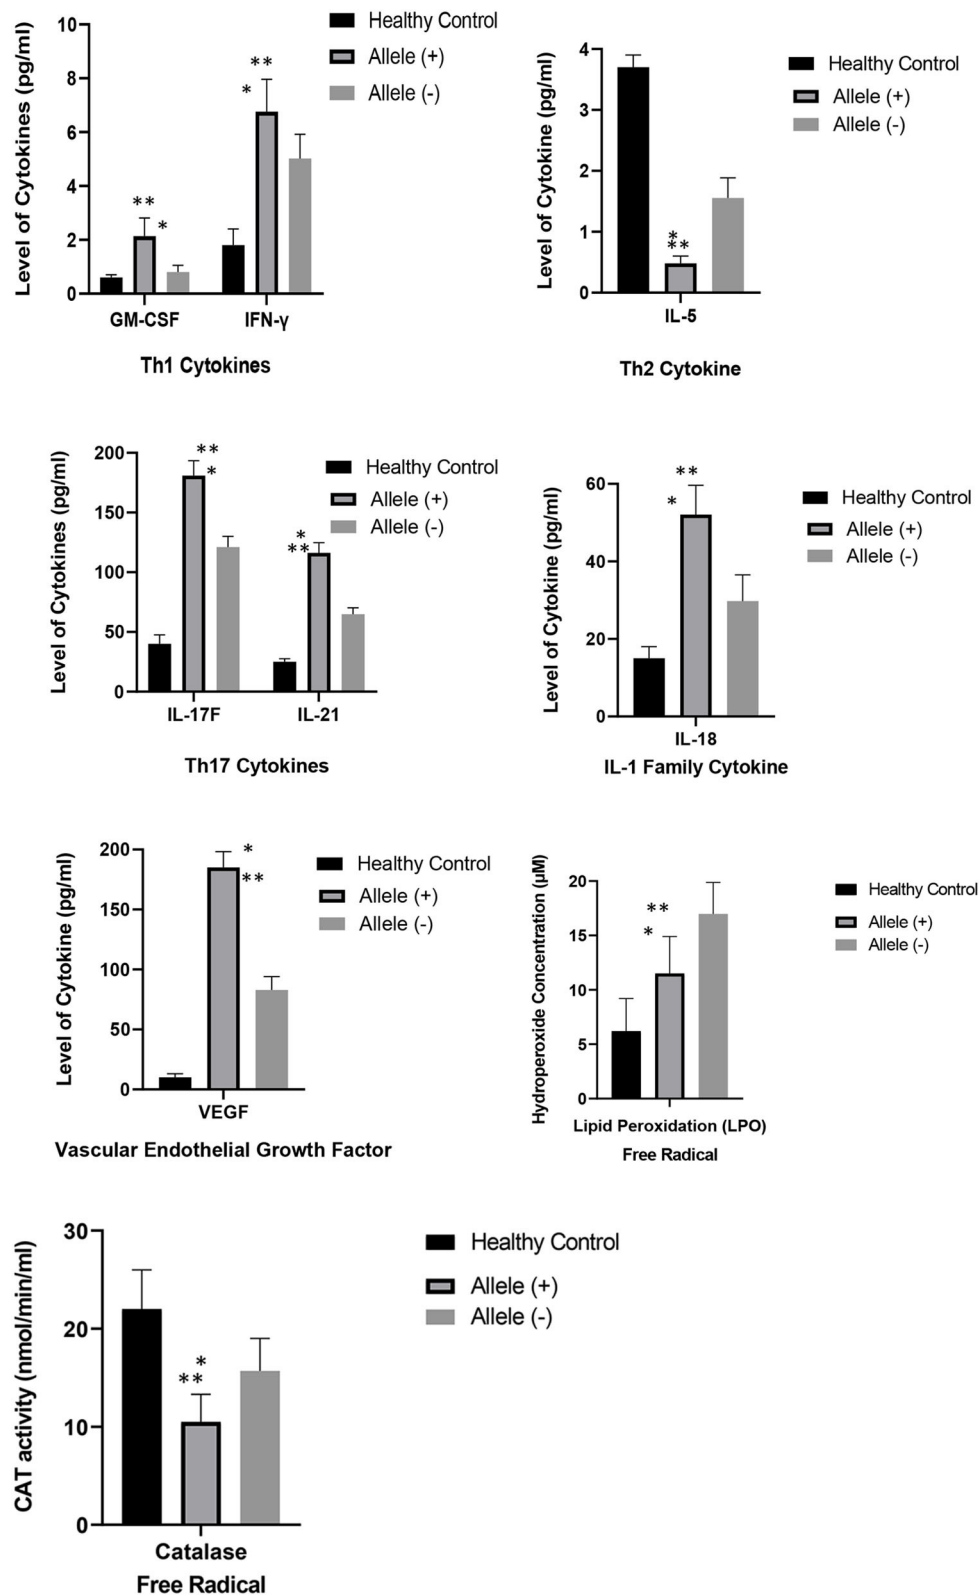 Level of Cytokines (pg/ml)
10
8
6
4
2
0
**
*
**
*
GM-CSF
IFN-γ
Th1 Cytokines
Healthy Control
Allele (+)
Allele (-)
Level of Cytokine (pg/ml)
4
3
2
1
0
*
**
IL-5
Th2 Cytokine
Healthy Control
Allele (+)
Allele (-)
Level of Cytokines (pg/ml)
200
150
100
50
0
**
*
*
**
IL-17F
IL-21
Th17 Cytokines
Healthy Control
Allele (+)
Allele (-)
Level of Cytokine (pg/ml)
60
40
20
0
**
*
IL-18
IL-1 Family Cytokine
Healthy Control
Allele (+)
Allele (-)
Level of Cytokine (pg/ml)
200
150
100
50
0
*
**
VEGF
Vascular Endothelial Growth Factor
Healthy Control
Allele (+)
Allele (-)
Hydroperoxide Concentration (µM)
20
15
10
5
0
**
*
Lipid Peroxidation (LPO)
Free Radical
Healthy Control
Allele (+)
Allele (-)
CAT activity (nmol/min/ml)
30
20
10
0
*
**
Catalase
Free Radical
Healthy Control
Allele (+)
Allele (-)